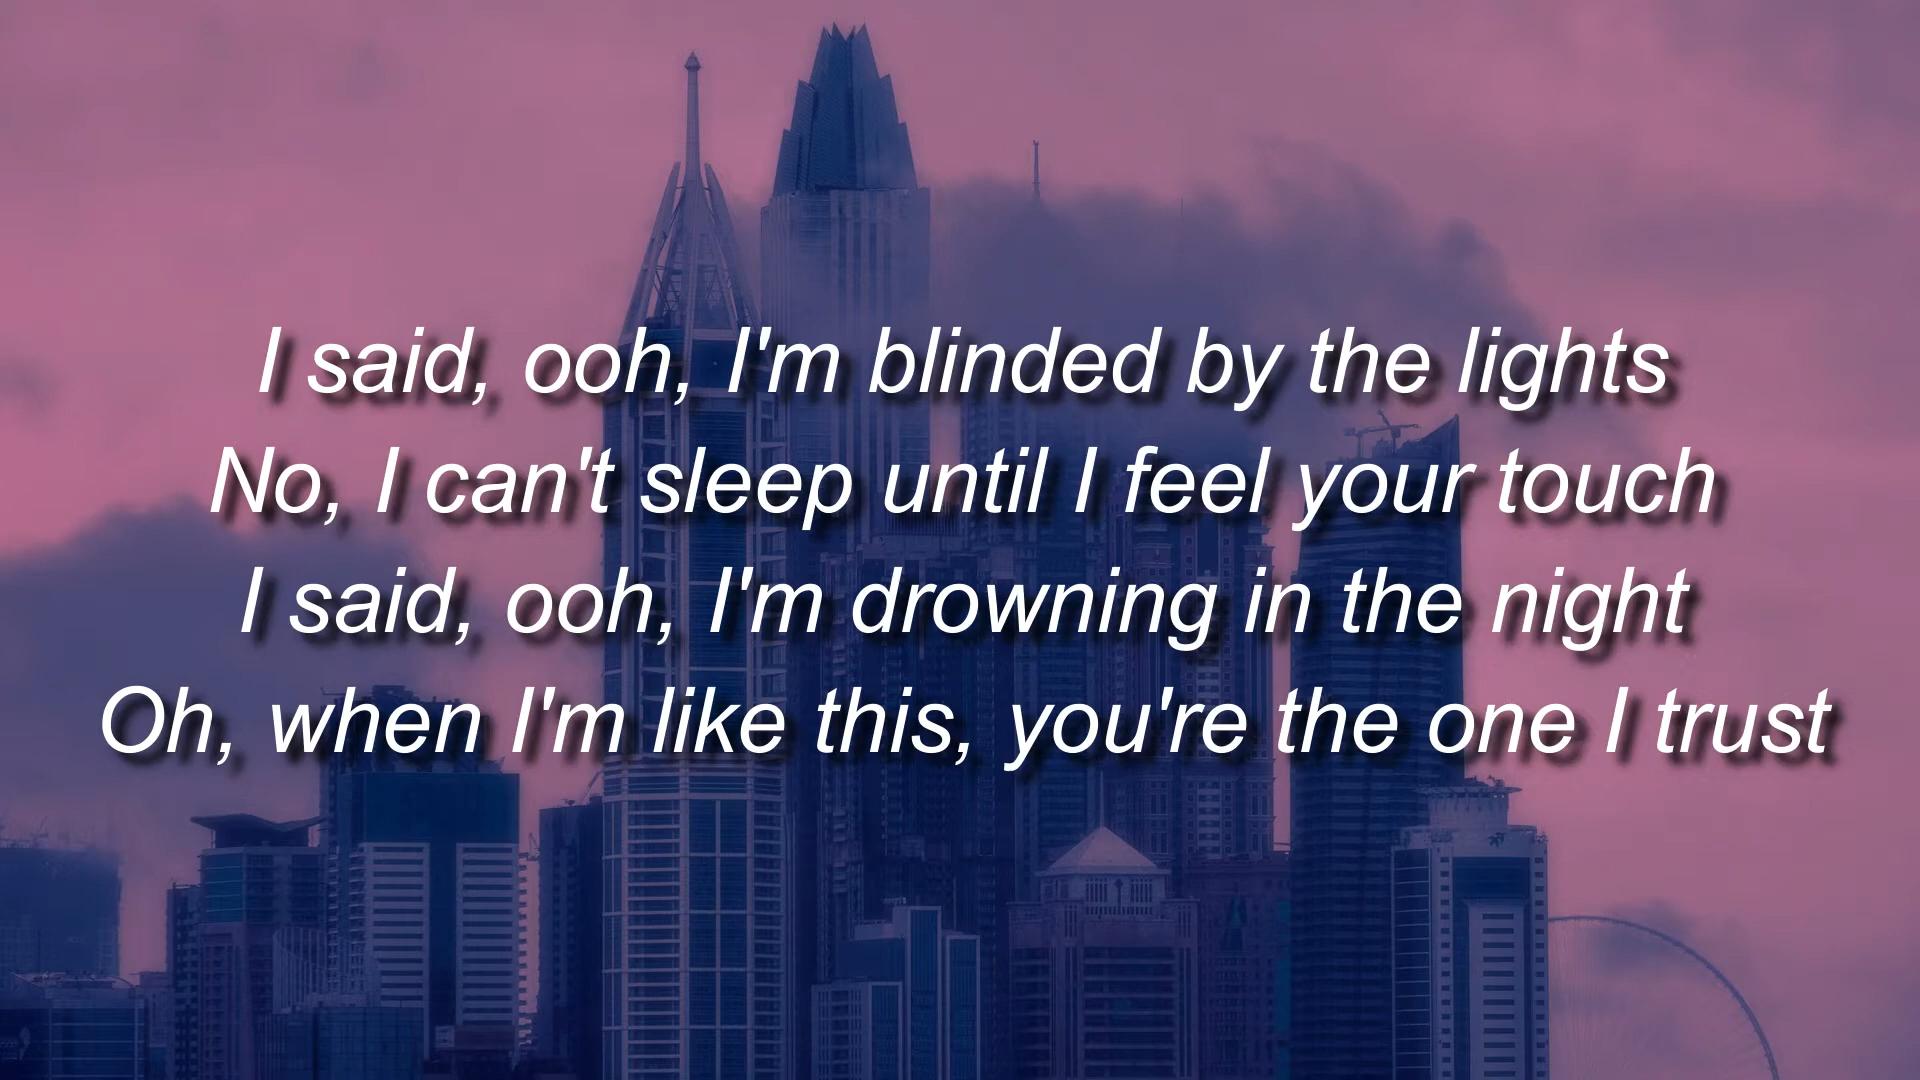 I said, ooh, I'm blinded by the lights
No, I can't sleep until I feel your touch
I said, ooh, I'm drowning in the night
Oh, when I'm like this, you're the one I trust